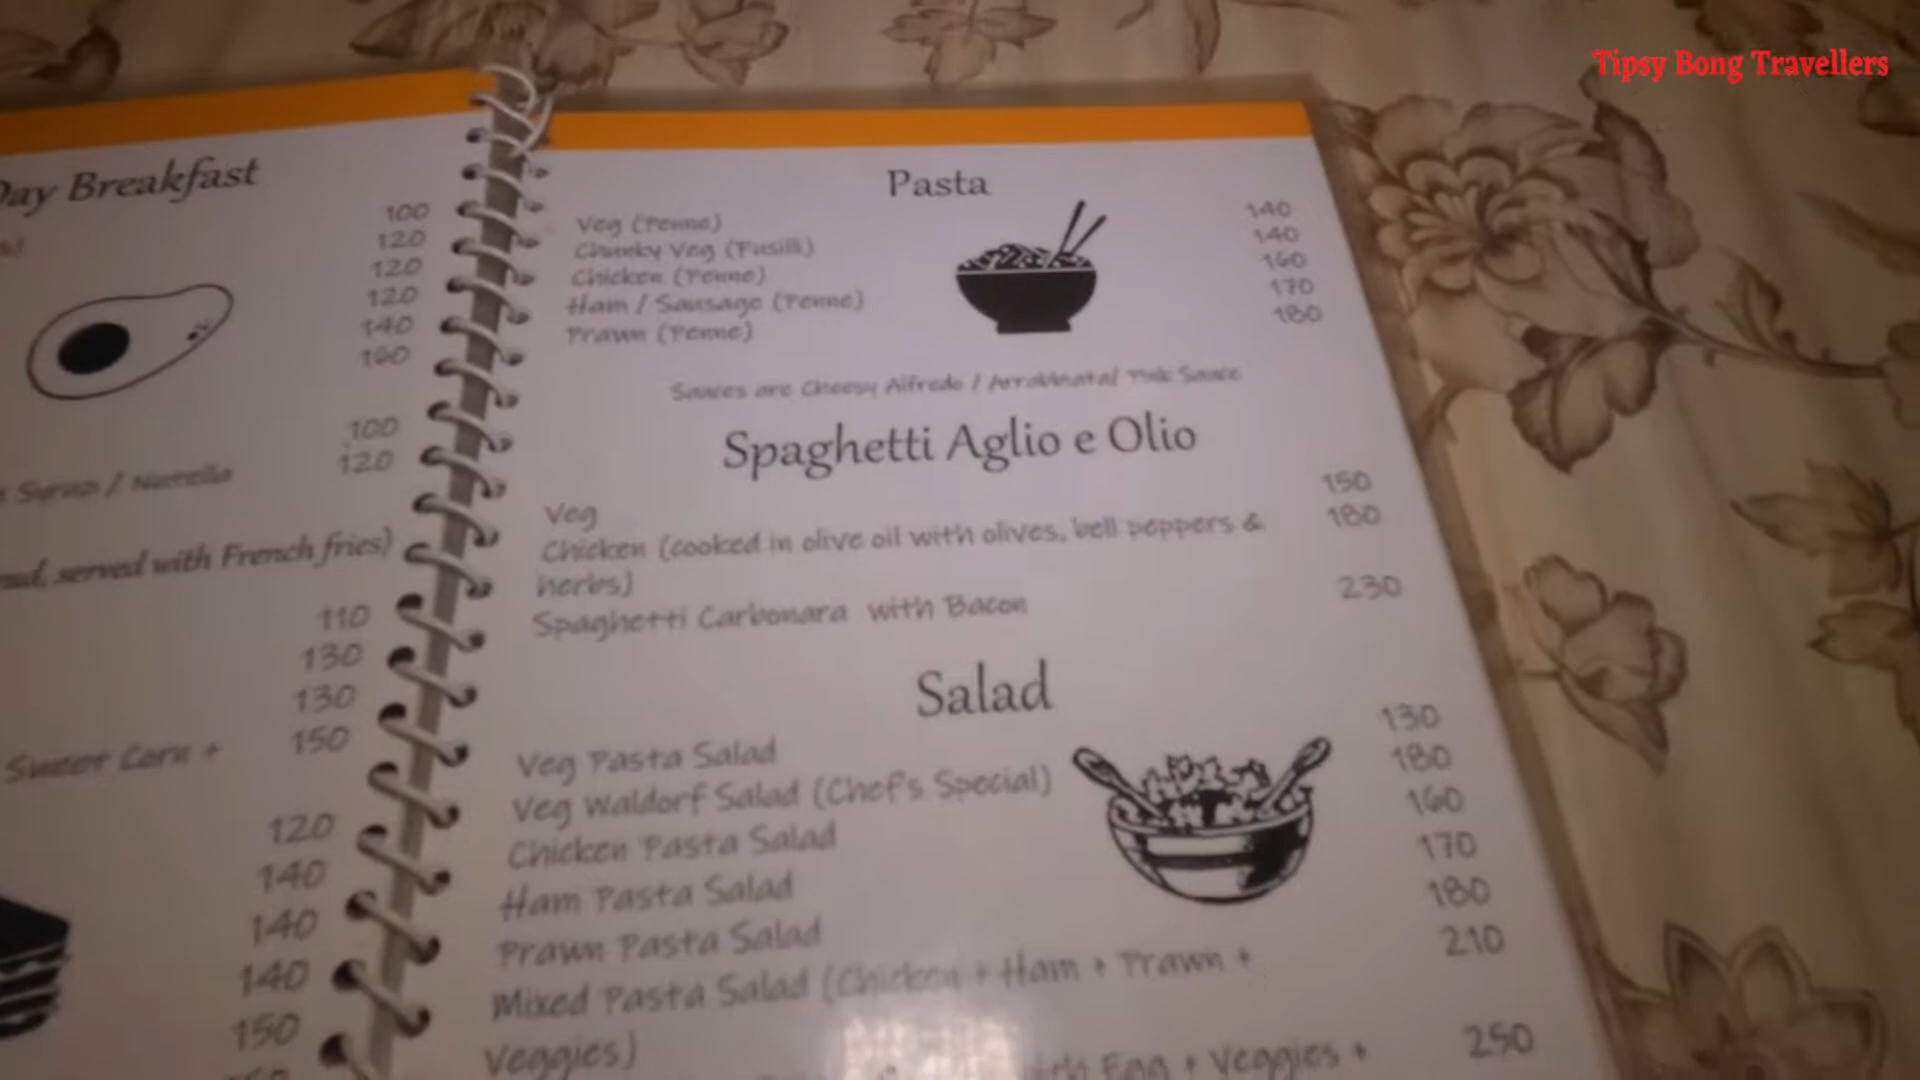 Tipsy Bong Travellers
Day Breakfast
100
120
120
120
140
160
100
120
Syrup / Nutella
served with French fries)
110
130
130
150
Sweet Corn +
120
140
140
140
150
Pasta
Veg (Penne) 140
Chunky Veg (Fusilli) 140
Chicken (Penne) 160
Ham / Sausage (Penne) 170
Prawn (Penne) 180
Sauces are Cheesy Alfredo / Arrabbiata/ Pink Sauce
Spaghetti Aglio e Olio
Veg 150
Chicken (cooked in olive oil with olives, bell peppers & 180
herbs)
Spaghetti Carbonara with Bacon 230
Salad
Veg Pasta Salad 130
Veg Waldorf Salad (Chef's Special) 180
Chicken Pasta Salad 160
Ham Pasta Salad 170
Prawn Pasta Salad 180
Mixed Pasta Salad (Chicken + Ham + Prawn + 210
Veggies)
Egg + Veggies + 250